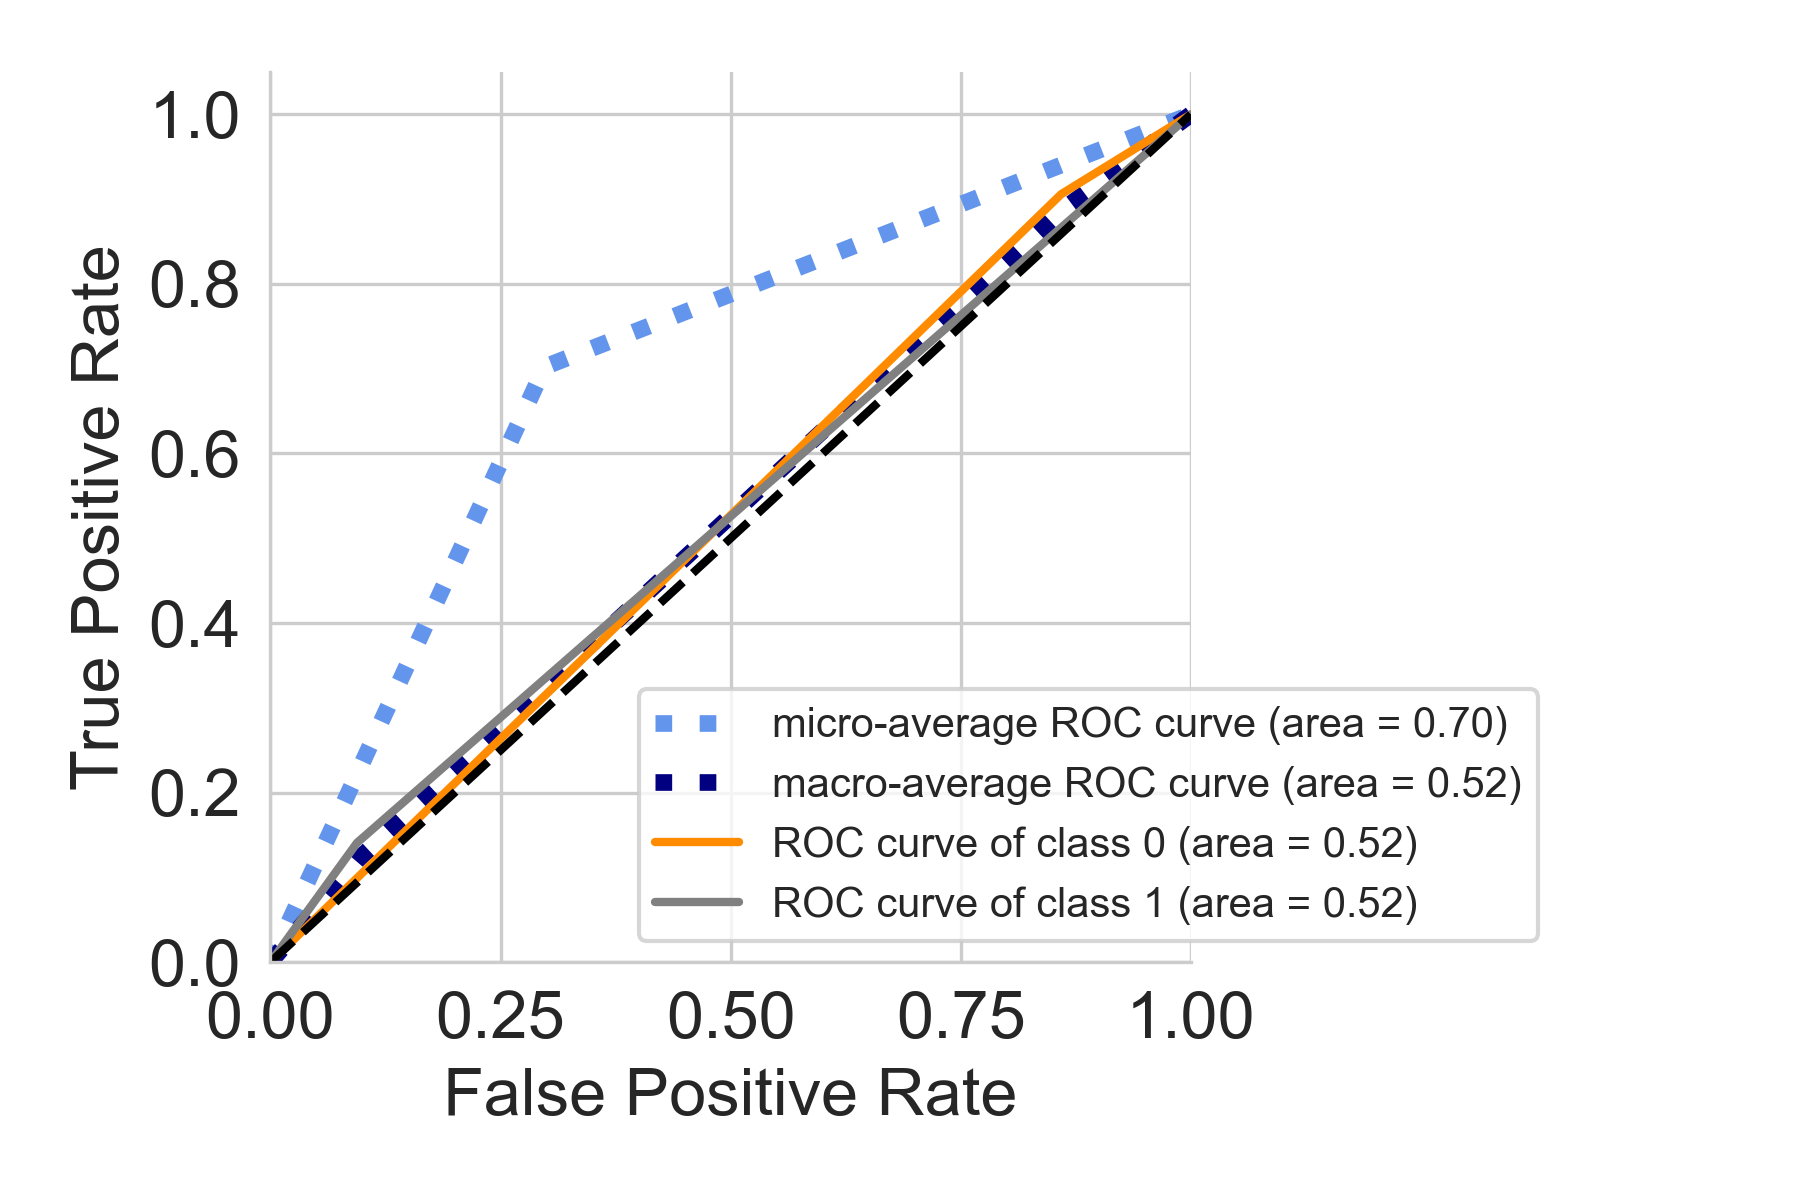 True Positive Rate
1.0
0.8
0.6
0.4
0.2
0.0
micro-average ROC curve (area = 0.70)
macro-average ROC curve (area = 0.52)
ROC curve of class 0 (area = 0.52)
ROC curve of class 1 (area = 0.52)
0.00 0.25 0.50 0.75 1.00
False Positive Rate